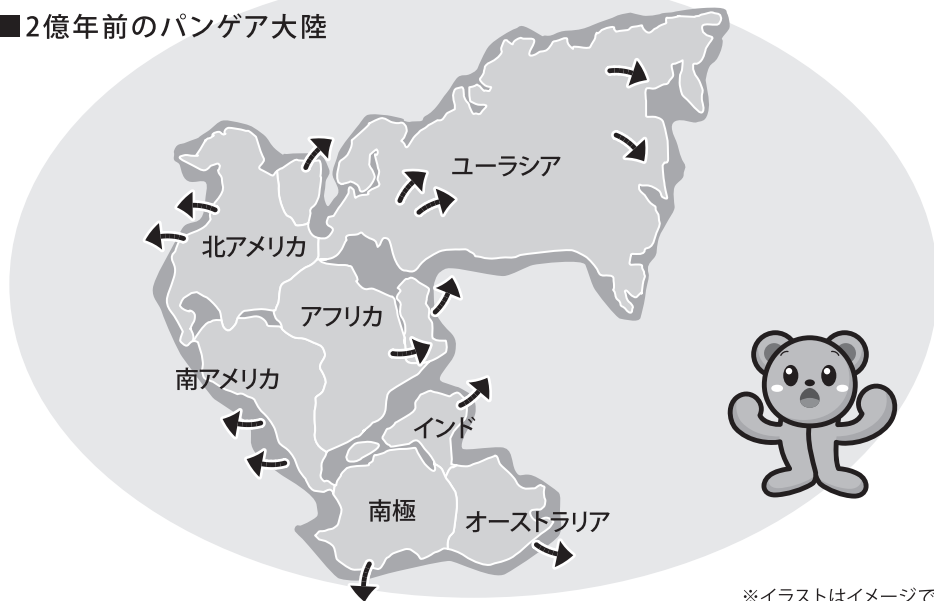 ■2億年前のパンゲア大陸
ユーラシア
北アメリカ
アフリカ
南アメリカ
インド
南極
オーストラリア
※イラストはイメージで